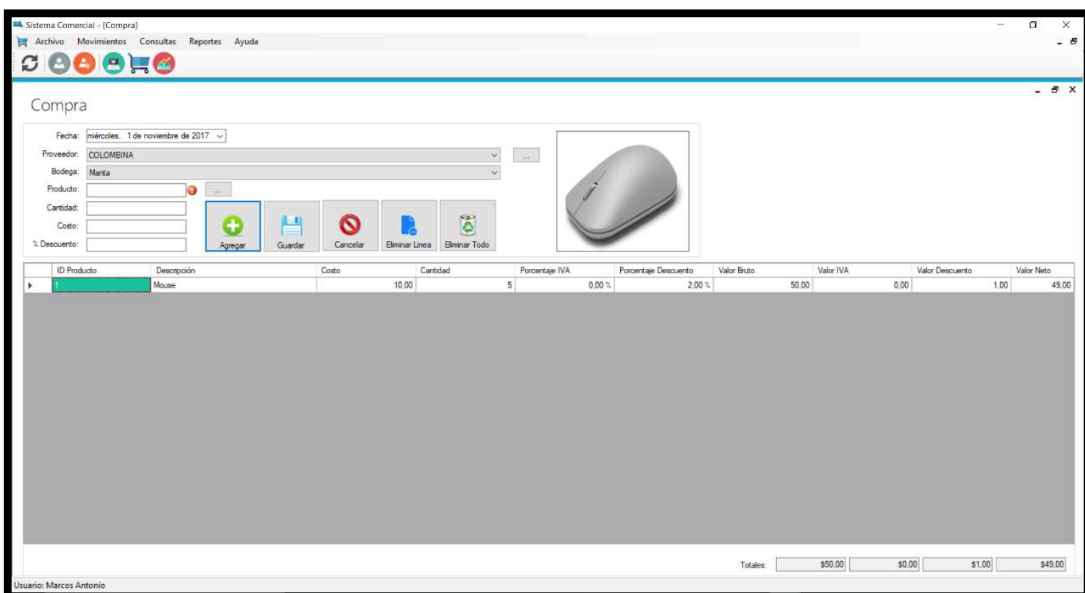 Sistema Comercial - [Compra]
Archivo Movimientos Consultas Reportes Ayuda
Compra
Fecha: miércoles, 1 de noviembre de 2017
Proveedor: COLOMBINA ...
Bodega: Manta
Producto: ...
Cantidad:
Costo:
% Descuento:
Agregar Guardar Cancelar Eliminar Linea Eliminar Todo
ID Producto Descripción Costo Cantidad Porcentaje IVA Porcentaje Descuento Valor Bruto Valor IVA Valor Descuento Valor Neto
1 Mouse 10,00 5 0,00 % 2,00 % 50,00 0,00 1,00 49,00
Totales: $50,00 $0,00 $1,00 $49,00
Usuario: Marcos Antonio